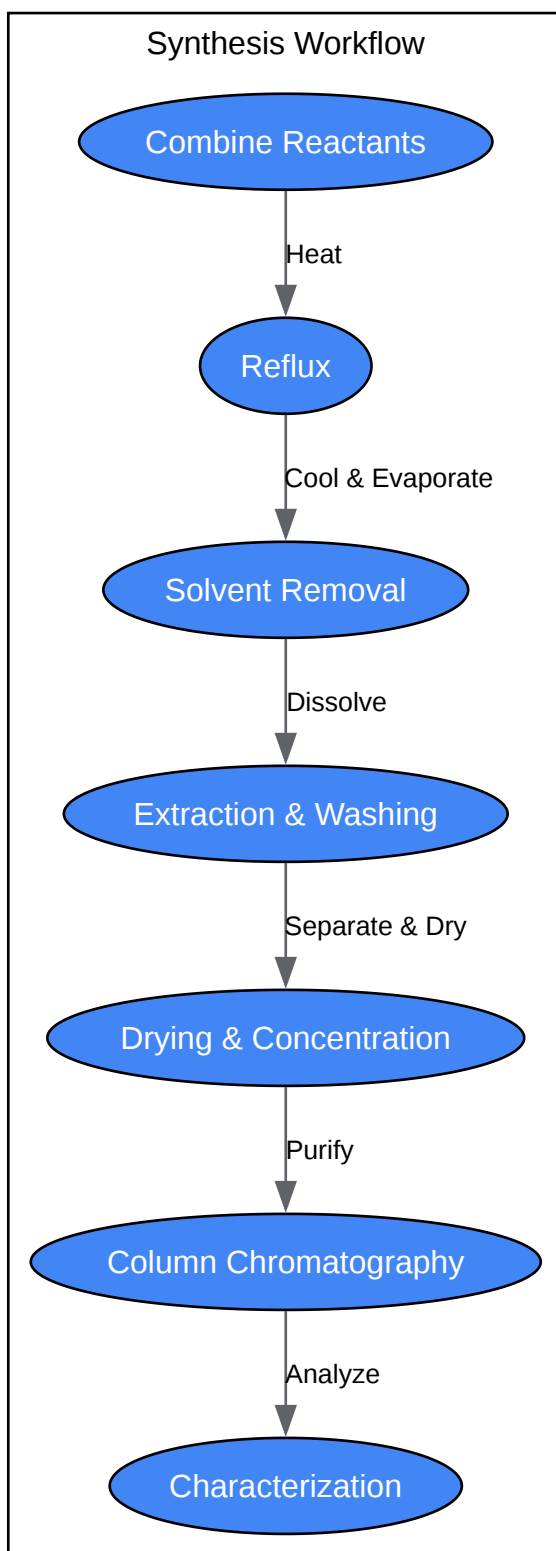 Synthesis Workflow
Combine Reactants
Heat
Reflux
Cool & Evaporate
Solvent Removal
Dissolve
Extraction & Washing
Separate & Dry
Drying & Concentration
Purify
Column Chromatography
Analyze
Characterization